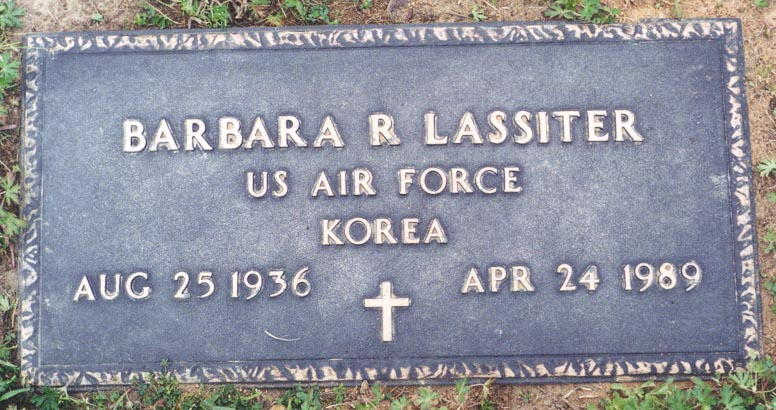 BARBARA R LASSITER
US AIR FORCE
KOREA
AUG 25 1936 APR 24 1989